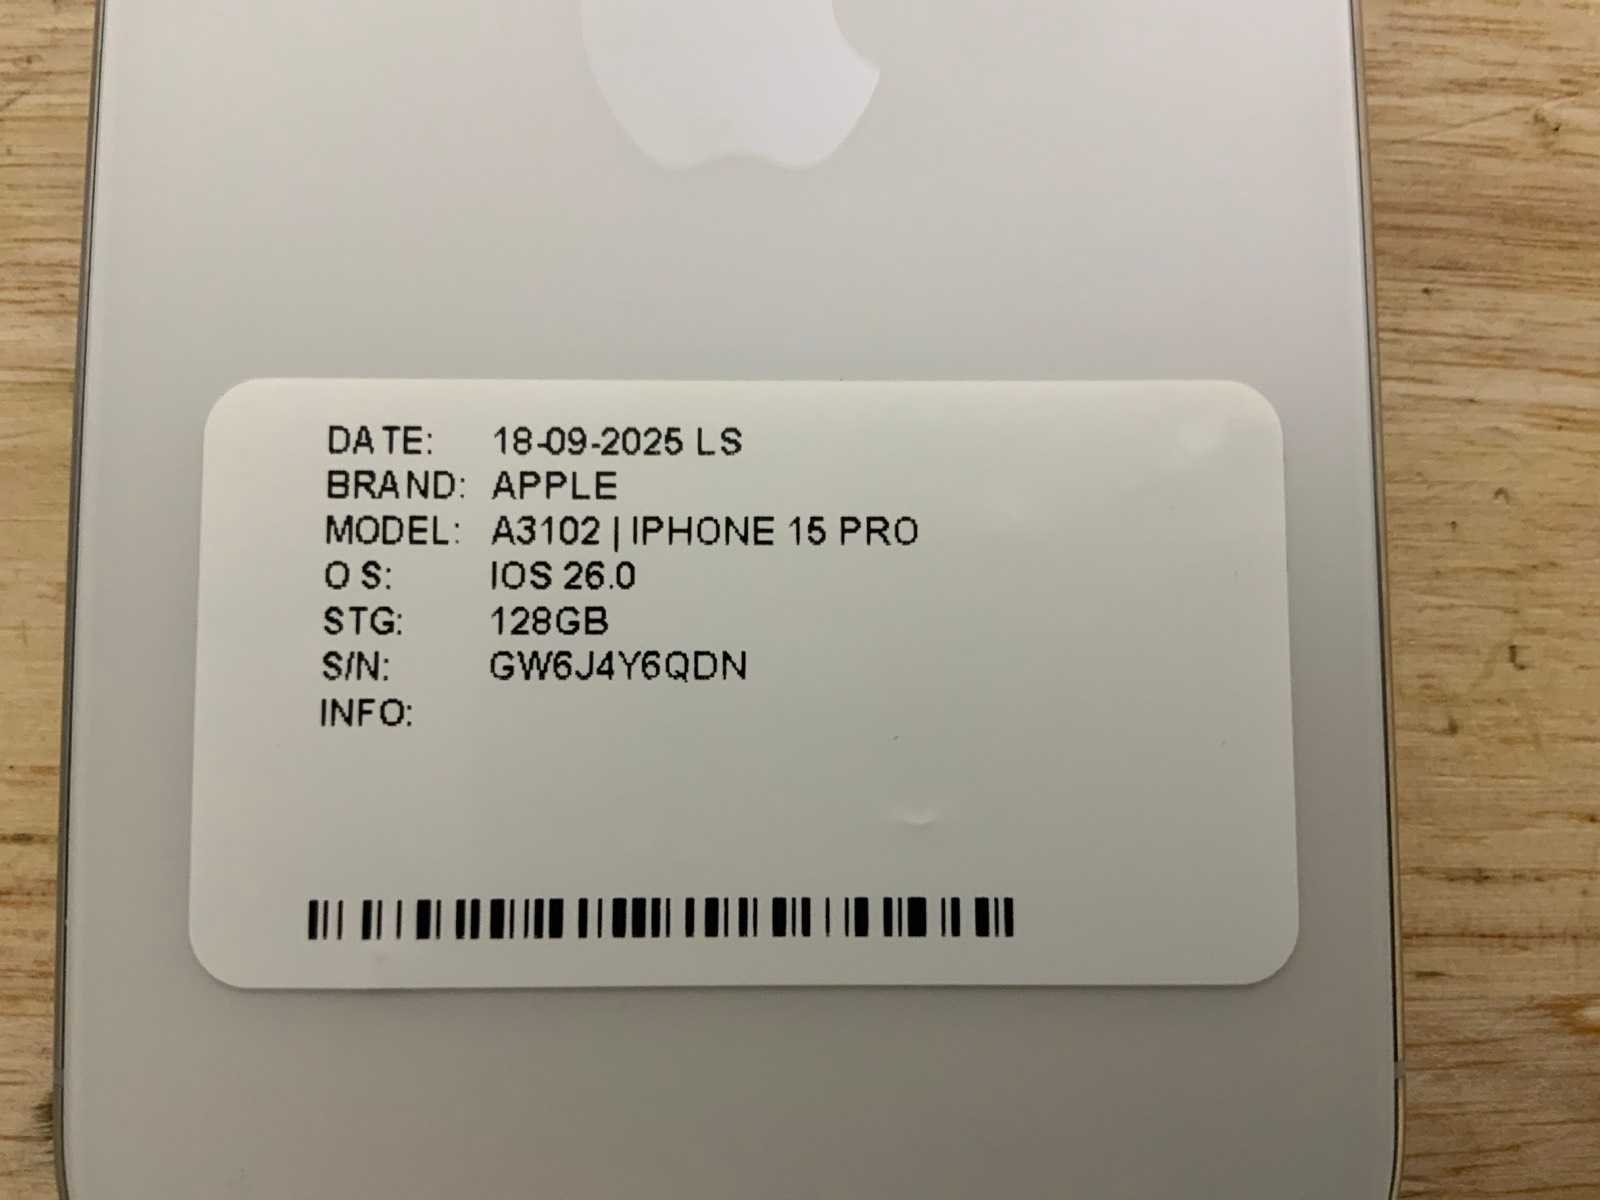 DATE: 18-09-2025 LS
BRAND: APPLE
MODEL: A3102 | IPHONE 15 PRO
OS: IOS 26.0
STG: 128GB
S/N: GW6J4Y6QDN
INFO: